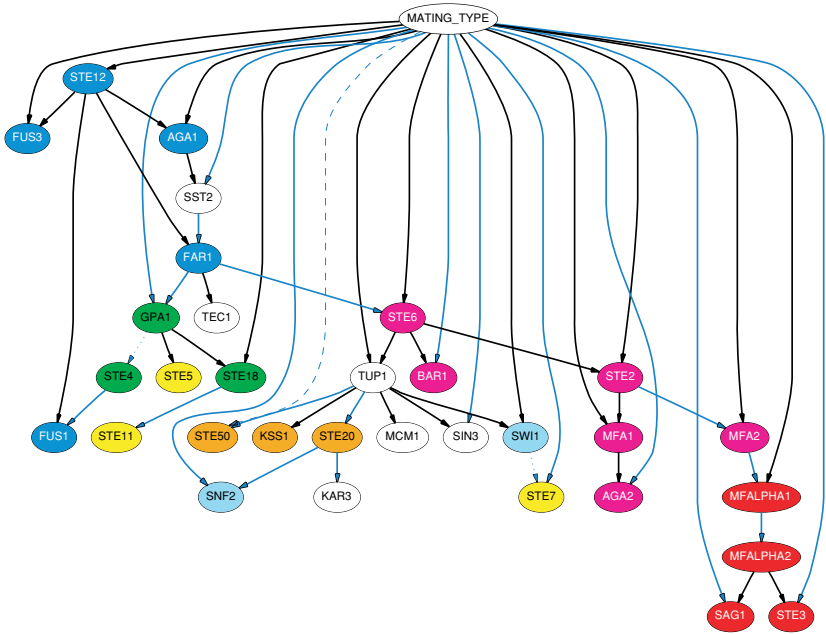 MATING_TYPE
STE12
FUS3
AGA1
SST2
FAR1
GPA1
TEC1
STE6
STE4
STE5
STE18
TUP1
BAR1
STE2
FUS1
STE11
STE50
KSS1
STE20
MCM1
SIN3
SWI1
MFA1
MFA2
SNF2
KAR3
STE7
AGA2
MFALPHA1
MFALPHA2
SAG1
STE3